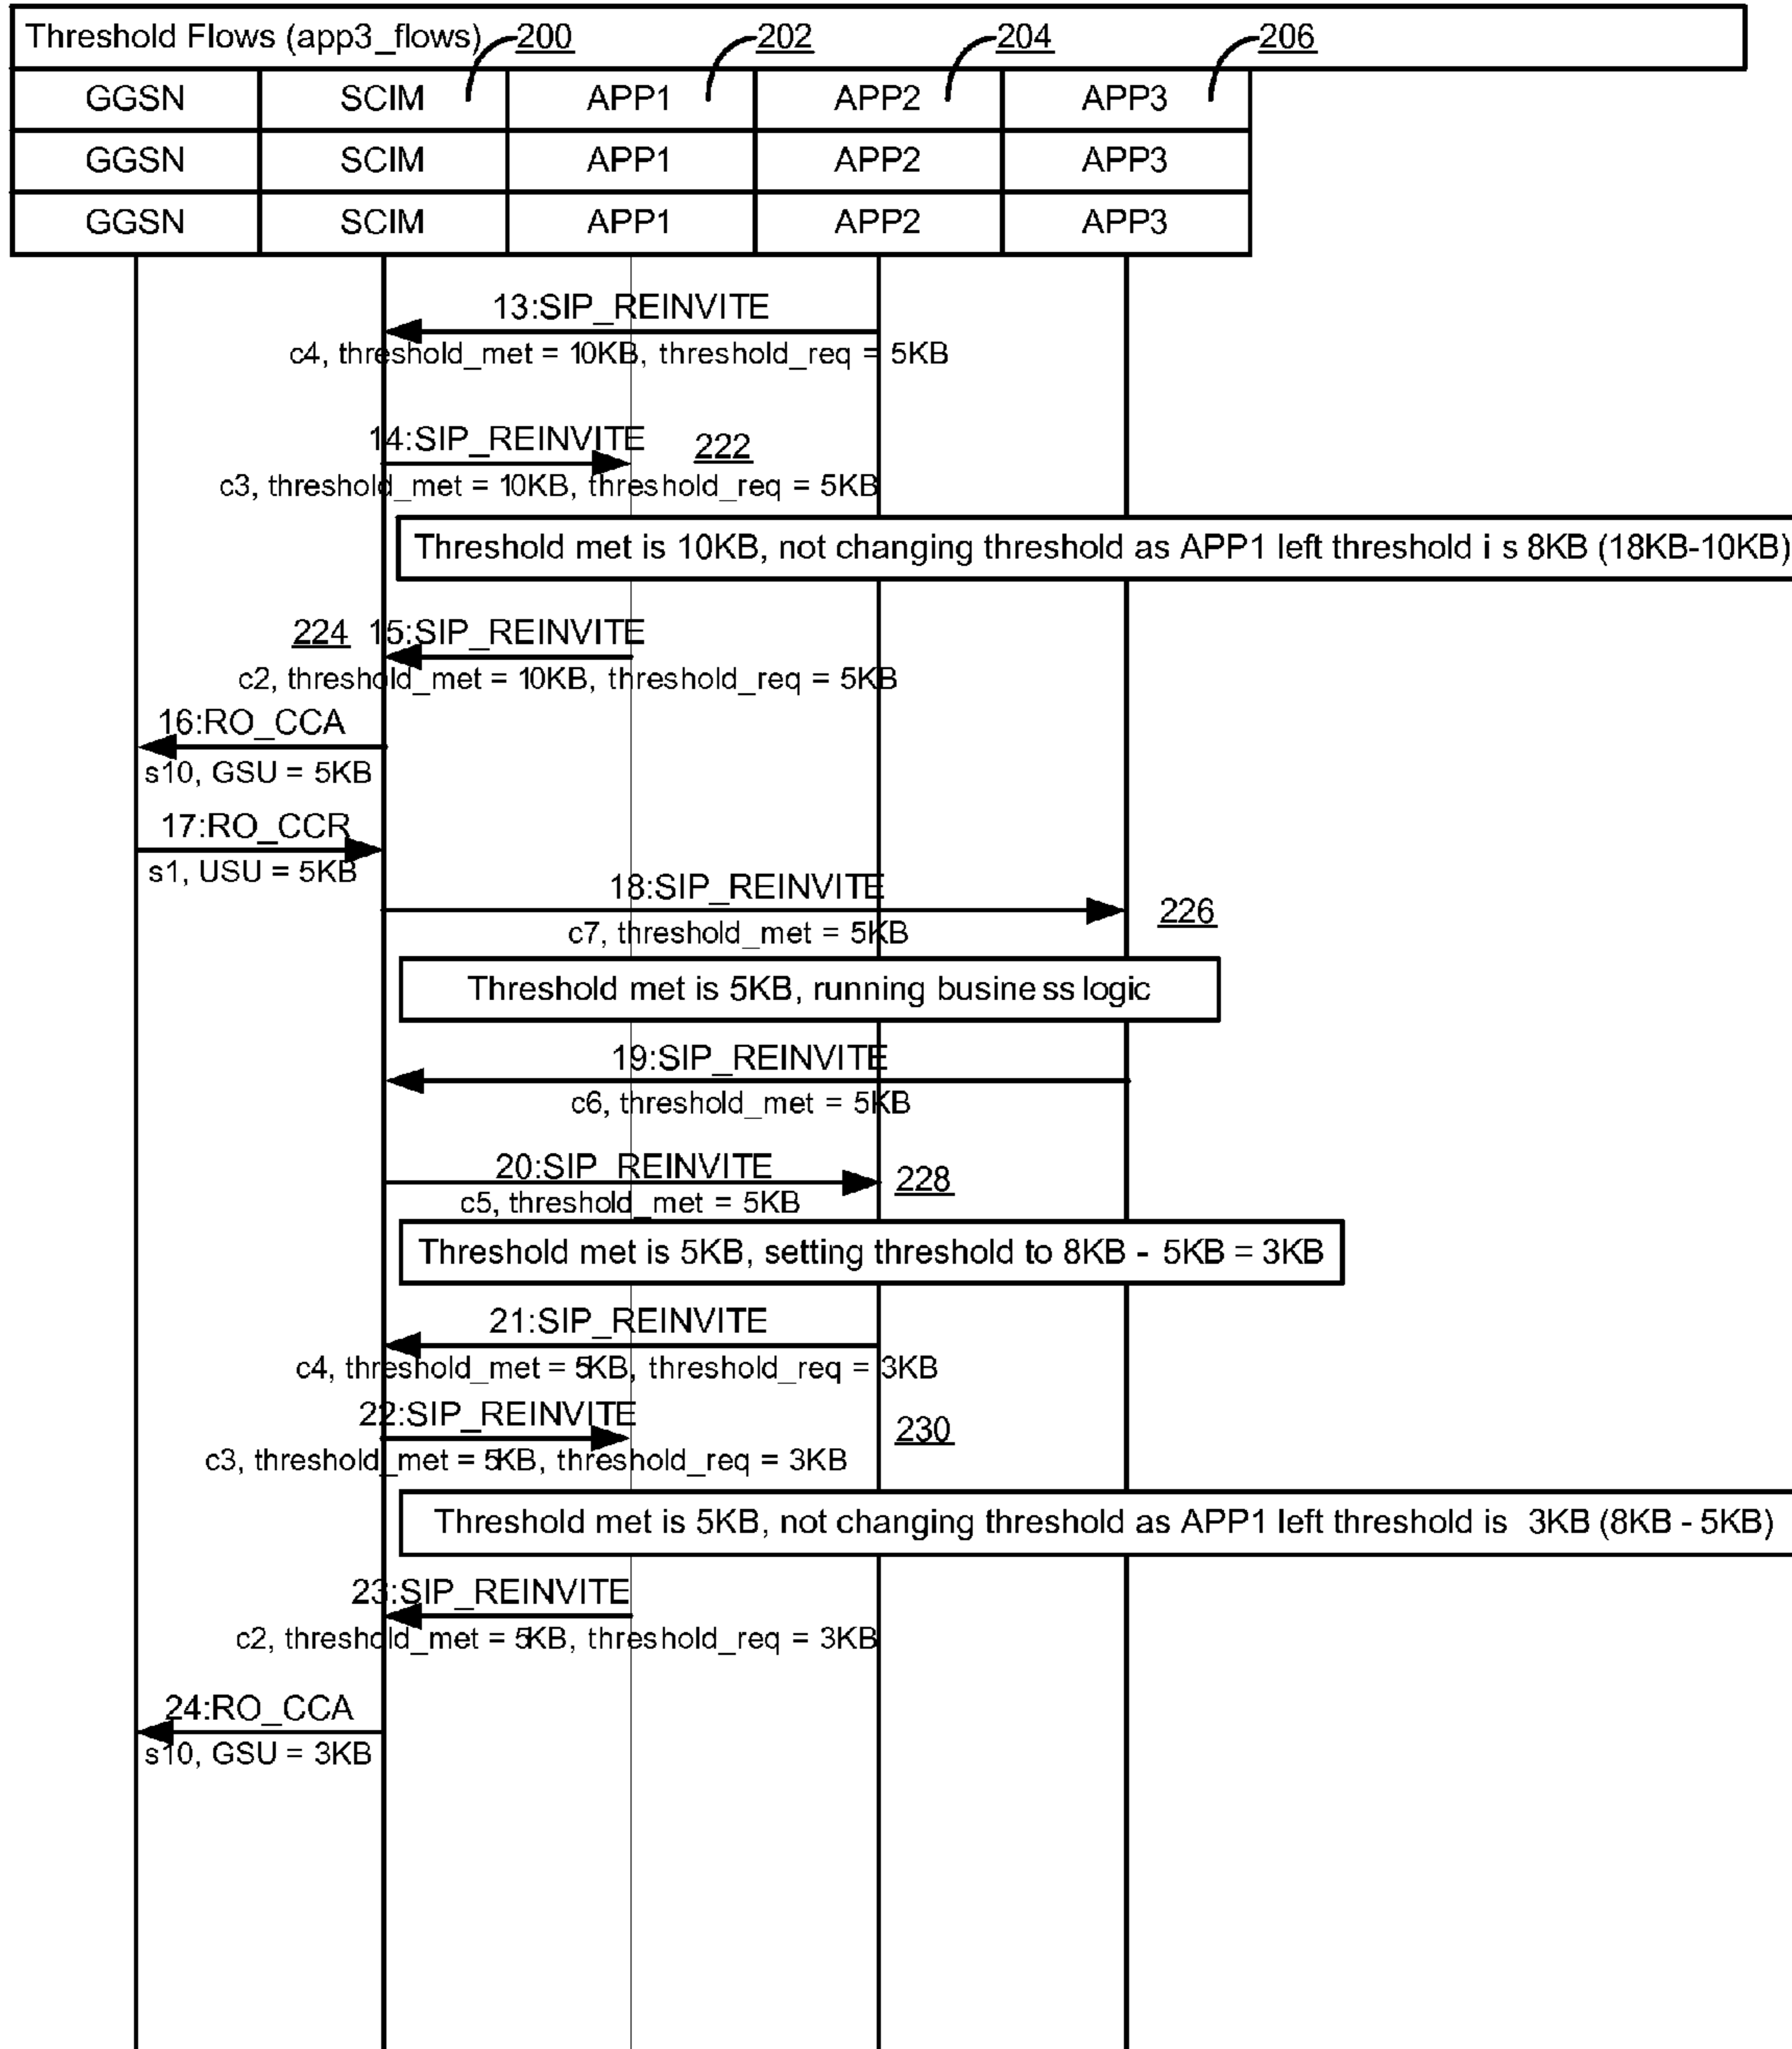 Threshold Flows (app3_flows) 200 202 204 206
GGSN SCIM APP1 APP2 APP3
GGSN SCIM APP1 APP2 APP3
GGSN SCIM APP1 APP2 APP3
13:SIP_REINVITE
c4, threshold_met = 10KB, threshold_req = 5KB
14:SIP_REINVITE 222
c3, threshold_met = 10KB, threshold_req = 5KB
Threshold met is 10KB, not changing threshold as APP1 left threshold i s 8KB (18KB-10KB)
224 15:SIP_REINVITE
c2, threshold_met = 10KB, threshold_req = 5KB
16:RO_CCA
s10, GSU = 5KB
17:RO_CCR
s1, USU = 5KB
18:SIP_REINVITE 226
c7, threshold_met = 5KB
Threshold met is 5KB, running busine ss logic
19:SIP_REINVITE
c6, threshold_met = 5KB
20:SIP_REINVITE 228
c5, threshold_met = 5KB
Threshold met is 5KB, setting threshold to 8KB - 5KB = 3KB
21:SIP_REINVITE
c4, threshold_met = 5KB, threshold_req = 3KB
22:SIP_REINVITE 230
c3, threshold_met = 5KB, threshold_req = 3KB
Threshold met is 5KB, not changing threshold as APP1 left threshold is 3KB (8KB - 5KB)
23:SIP_REINVITE
c2, threshold_met = 5KB, threshold_req = 3KB
24:RO_CCA
s10, GSU = 3KB